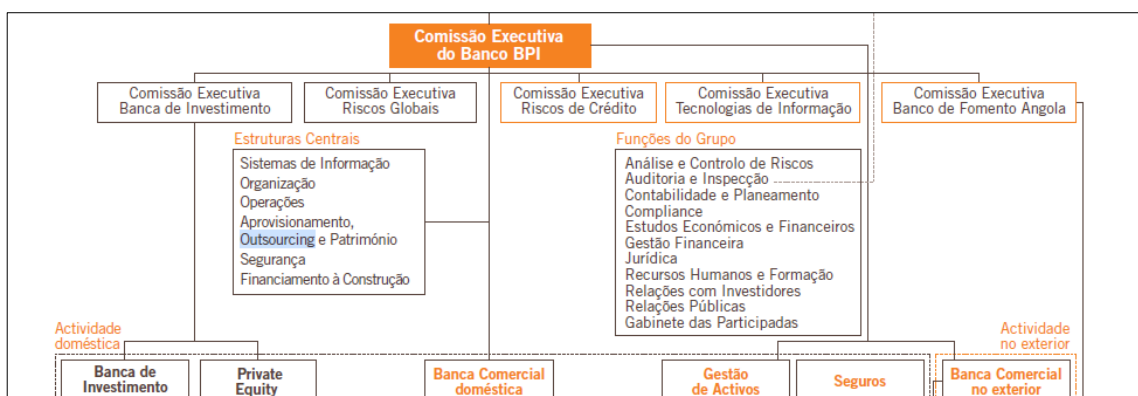 Comissão Executiva
do Banco BPI
Comissão Executiva
Banca de Investimento
Comissão Executiva
Riscos Globais
Comissão Executiva
Riscos de Crédito
Comissão Executiva
Tecnologias de Informação
Comissão Executiva
Banco de Fomento Angola
Estruturas Centrais
Sistemas de Informação
Organização
Operações
Aprovisionamento,
Outsourcing e Património
Segurança
Financiamento à Construção
Funções do Grupo
Análise e Controlo de Riscos
Auditoria e Inspecção
Contabilidade e Planeamento
Compliance
Estudos Económicos e Financeiros
Gestão Financeira
Jurídica
Recursos Humanos e Formação
Relações com Investidores
Relações Públicas
Gabinete das Participadas
Actividade
doméstica
Actividade
no exterior
Banca de
Investimento
Private
Equity
Banca Comercial
doméstica
Gestão
de Activos
Seguros
Banca Comercial
no exterior